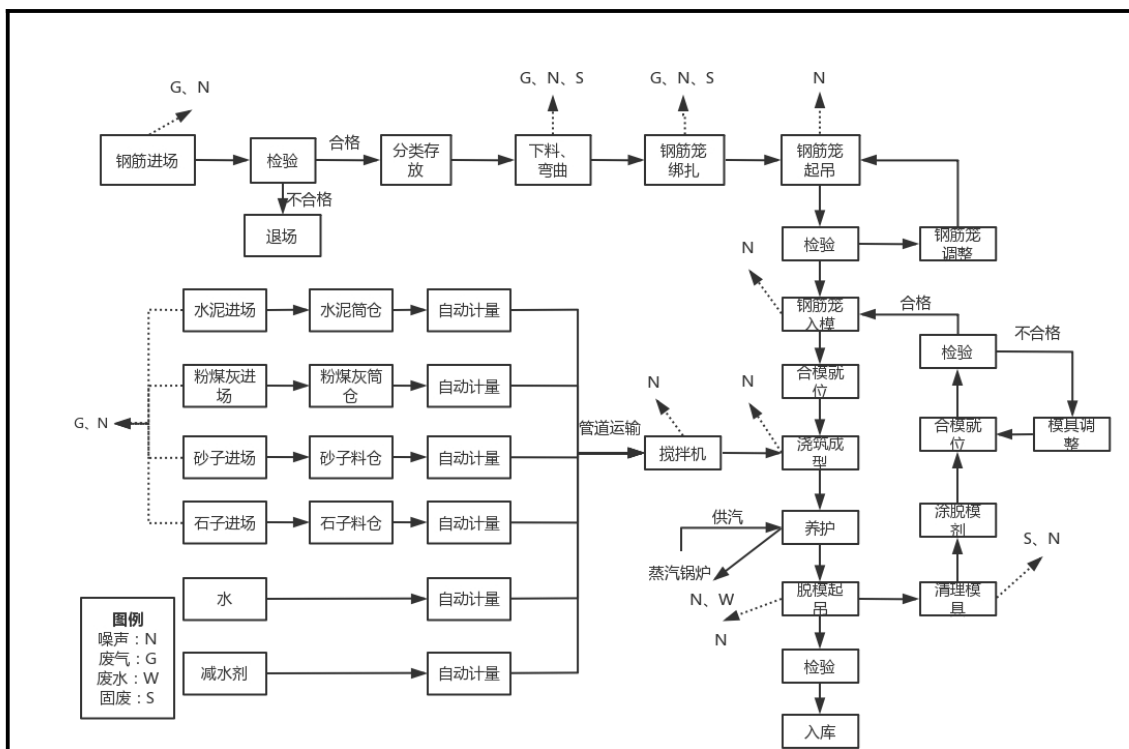 G、N
G、N、S
G、N、S
N
钢筋进场
检验
合格
分类存
放
下料、
弯曲
钢筋笼
绑扎
钢筋笼
起吊
不合格
退场
检验
钢筋笼
调整
N
水泥进场
水泥筒仓
自动计量
钢筋笼
入模
合格
不合格
检验
粉煤灰进
场
粉煤灰筒
仓
自动计量
合模就
位
N
N
G、N
管道运输
合模就
位
模具调
整
砂子进场
砂子料仓
自动计量
搅拌机
浇筑成
型
石子进场
石子料仓
自动计量
供汽
养护
涂脱模
剂
S、N
蒸汽锅炉
水
自动计量
N、W
脱模起
吊
清理模
具
N
图例
噪声：N
废气：G
废水：W
固废：S
减水剂
自动计量
检验
入库